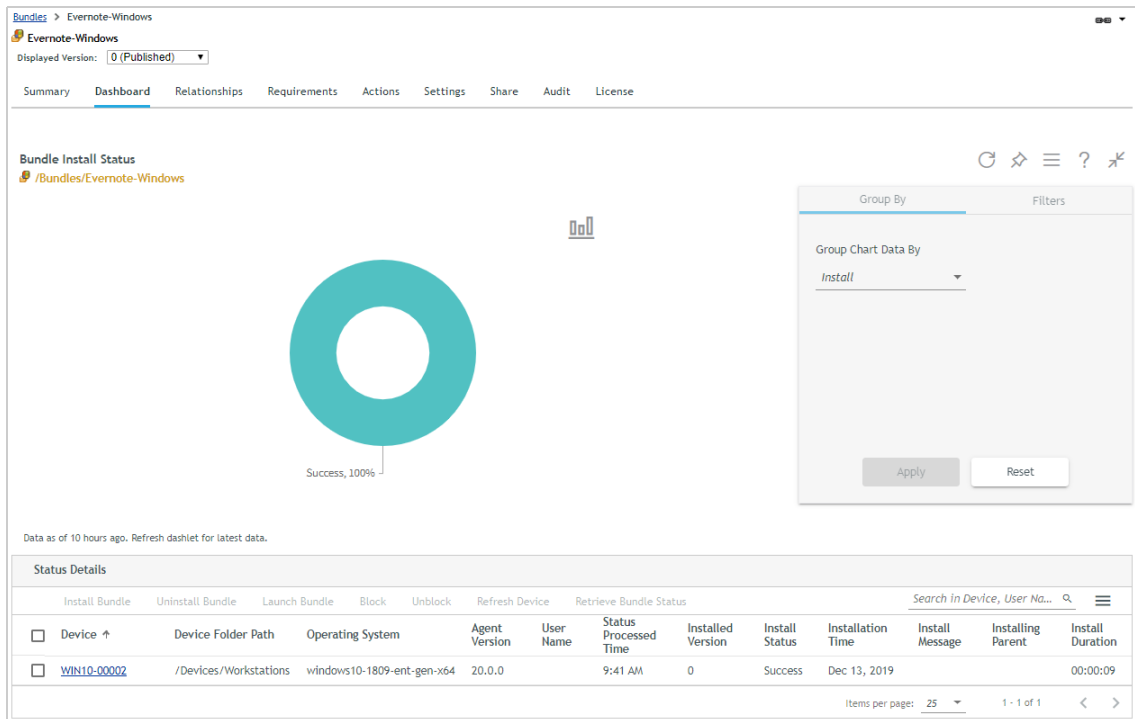 Bundles > Evernote-Windows
Evernote-Windows
Displayed Version: 0 (Published)
Summary Dashboard Relationships Requirements Actions Settings Share Audit License
Bundle Install Status
/Bundles/Evernote-Windows
Group By Filters
Group Chart Data By
Install
Success, 100%
Apply Reset
Data as of 10 hours ago. Refresh dashlet for latest data.
Status Details
Install Bundle Uninstall Bundle Launch Bundle Block Unblock Refresh Device Retrieve Bundle Status Search in Device, User Na...
Device Device Folder Path Operating System Agent Version User Name Status Processed Time Installed Version Install Status Installation Time Install Message Installing Parent Install Duration
WIN10-00002 /Devices/Workstations windows10-1809-ent-gen-x64 20.0.0 9:41 AM 0 Success Dec 13, 2019 00:00:09
Items per page: 25 1 - 1 of 1